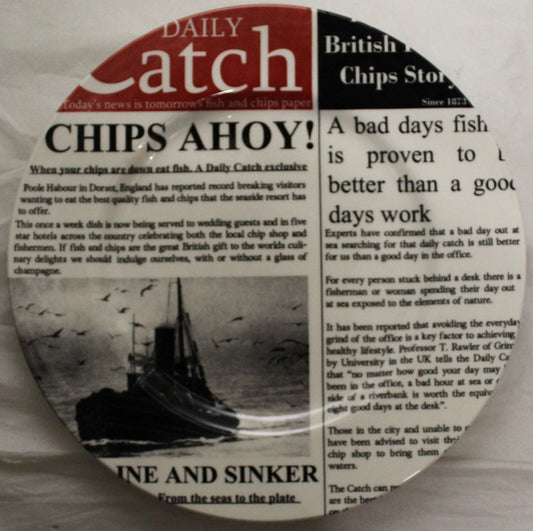 DAILY
Catch
Today's news is tomorrows fish and chips paper
CHIPS AHOY!
When your chips are down eat fish. A Daily Catch exclusive
Poole Habour in Dorset, England has reported record breaking visitors
wanting to eat the best quality fish and chips that the seaside resort has
to offer.
This once a week dish is now being served to wedding guests and in five
star hotels across the country celebrating both the local chip shop and
fishermen. If fish and chips are the great British gift to the worlds culi-
nary delights we should indulge ourselves, with or without a glass of
champagne.
INE AND SINKER
From the seas to the plate
British
Chips Story
Since 1873
A bad days fish
is proven to
better than a good
days work
Experts have confirmed that a bad day out at
sea searching for that daily catch is still better
for us than a good day in the office.
For every person stuck behind a desk there is a
fisherman or woman spending their day out
at sea exposed to the elements of nature.
It has been reported that avoiding the everyday
grind of the office is a key factor to achieving
healthy lifestyle. Professor T. Rawler of Grim
by University in the UK tells the Daily Ca
that "no matter how good your day may
been in the office, a bad hour at sea or
side of a riverbank is worth the equiv
eight good days at the desk".
Those in the city and unable to
have been advised to visit the
chip shop to bring them
waters.
The Catch can
are the be